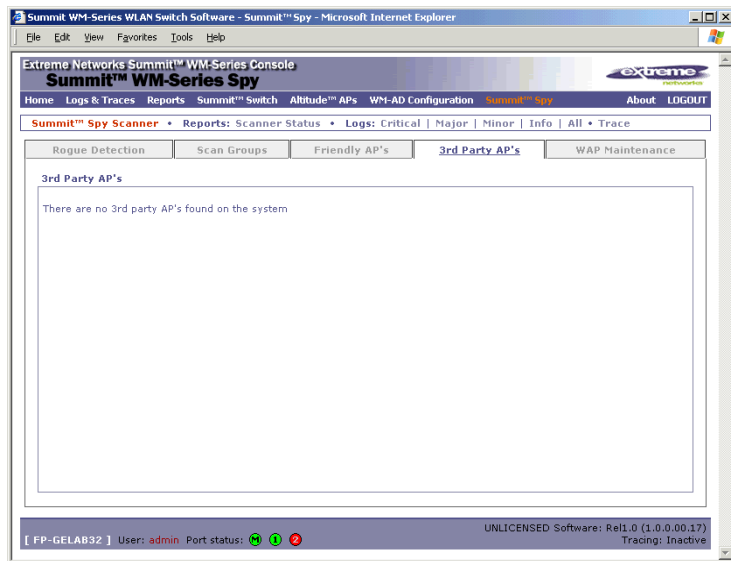 Summit WM-Series WLAN Switch Software - Summit™ Spy - Microsoft Internet Explorer
File Edit View Favorites Tools Help
Extreme Networks Summit™ WM-Series Console
Summit™ WM-Series Spy
extreme networks
Home Logs & Traces Reports Summit™ Switch Altitude™ APs WM-AD Configuration Summit™ Spy About LOGOUT
Summit™ Spy Scanner • Reports: Scanner Status • Logs: Critical | Major | Minor | Info | All • Trace
Rogue Detection Scan Groups Friendly AP's 3rd Party AP's WAP Maintenance
3rd Party AP's
There are no 3rd party AP's found on the system
UNLICENSED Software: Rel1.0 (1.0.0.00.17)
[ FP-GELAB32 ] User: admin Port status: M 1 2 Tracing: Inactive